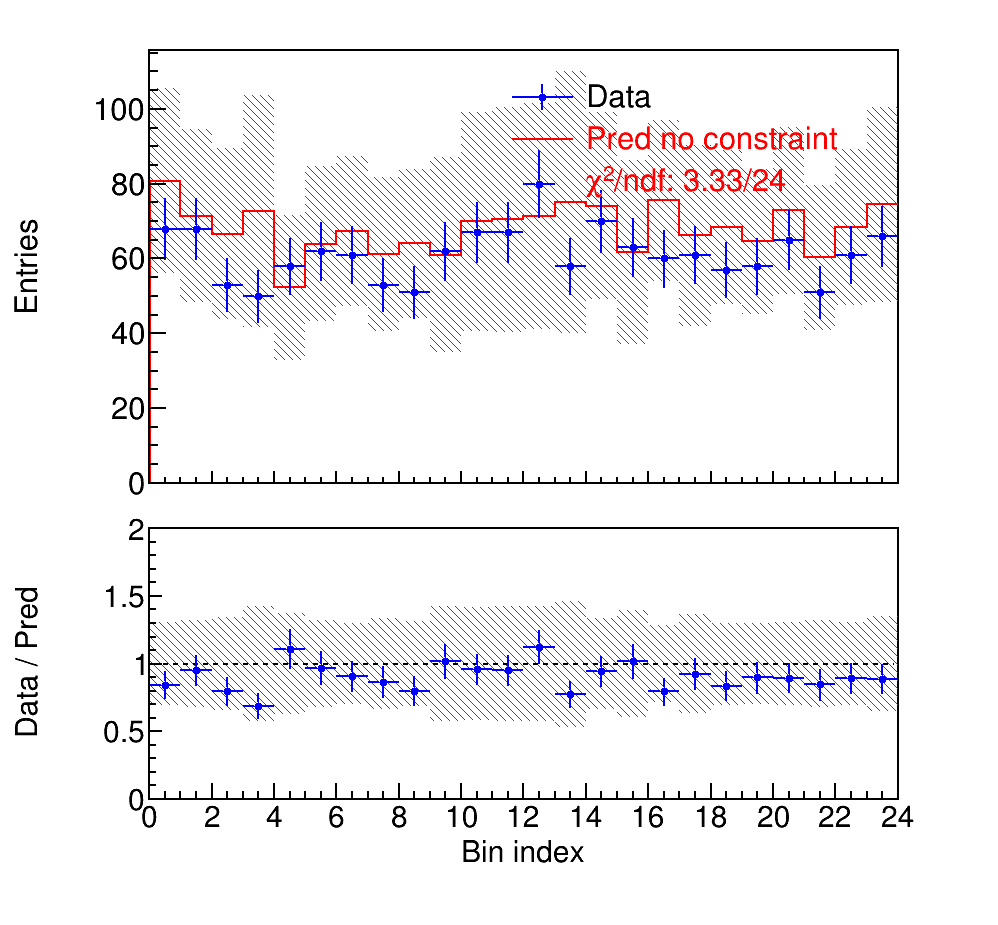 Entries
100
80
60
40
20
0
Data
Pred no constraint
χ²/ndf: 3.33/24
Data / Pred
2
1.5
1
0.5
0
0 2 4 6 8 10 12 14 16 18 20 22 24
Bin index